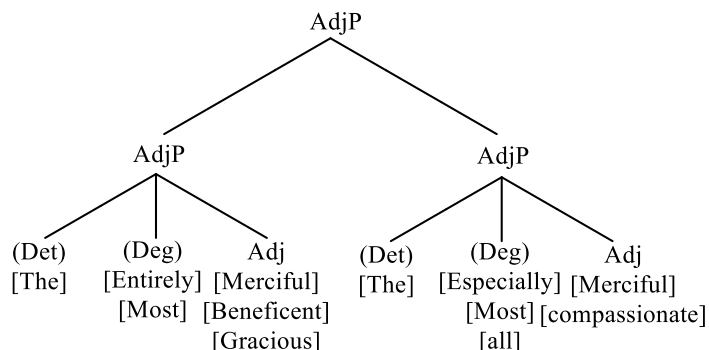 AdjP
AdjP AdjP
(Det) (Deg) Adj (Det) (Deg) Adj
[The] [Entirely] [Merciful] [The] [Especially] [Merciful]
[Most] [Beneficent] [Most] [compassionate]
[Gracious] [all]